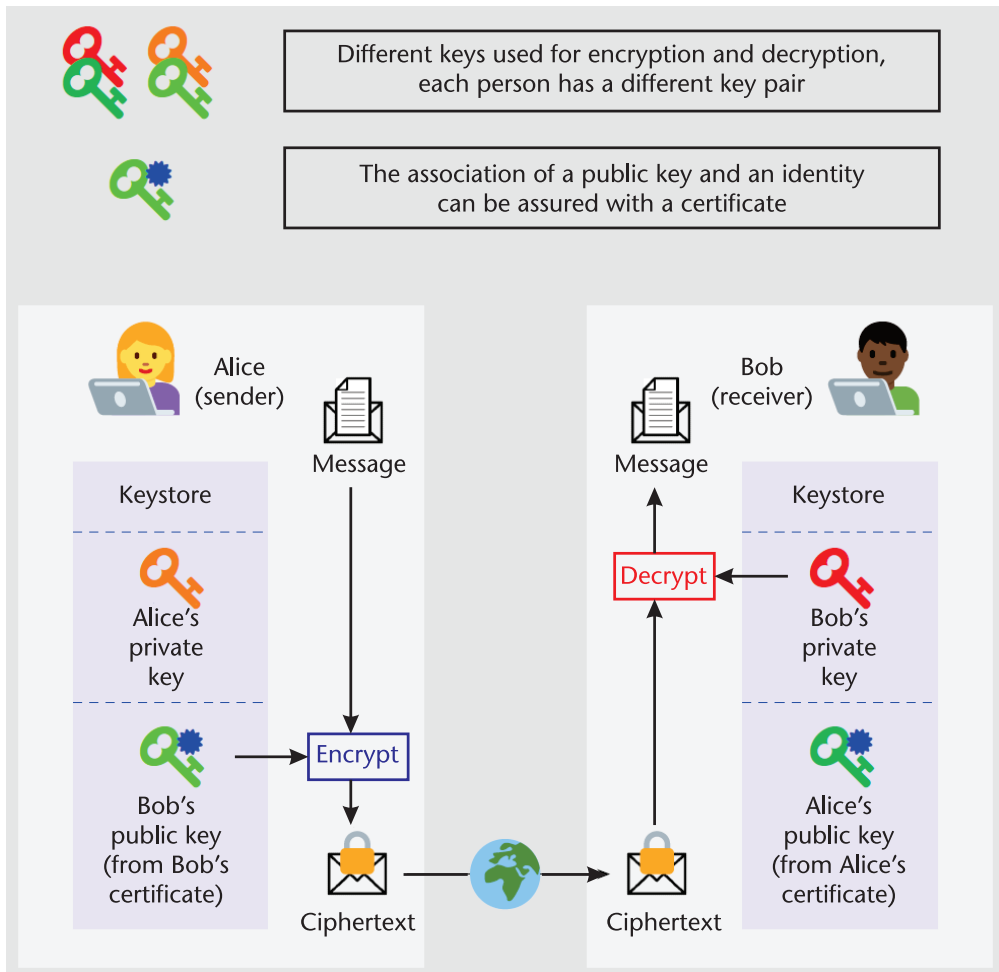 Different keys used for encryption and decryption,
each person has a different key pair
The association of a public key and an identity
can be assured with a certificate
Alice
(sender)
Message
Keystore
Alice’s
private
key
Encrypt
Bob’s
public key
(from Bob’s
certificate)
Ciphertext
Bob
(receiver)
Message
Keystore
Decrypt
Bob’s
private
key
Alice’s
public key
(from Alice’s
certificate)
Ciphertext